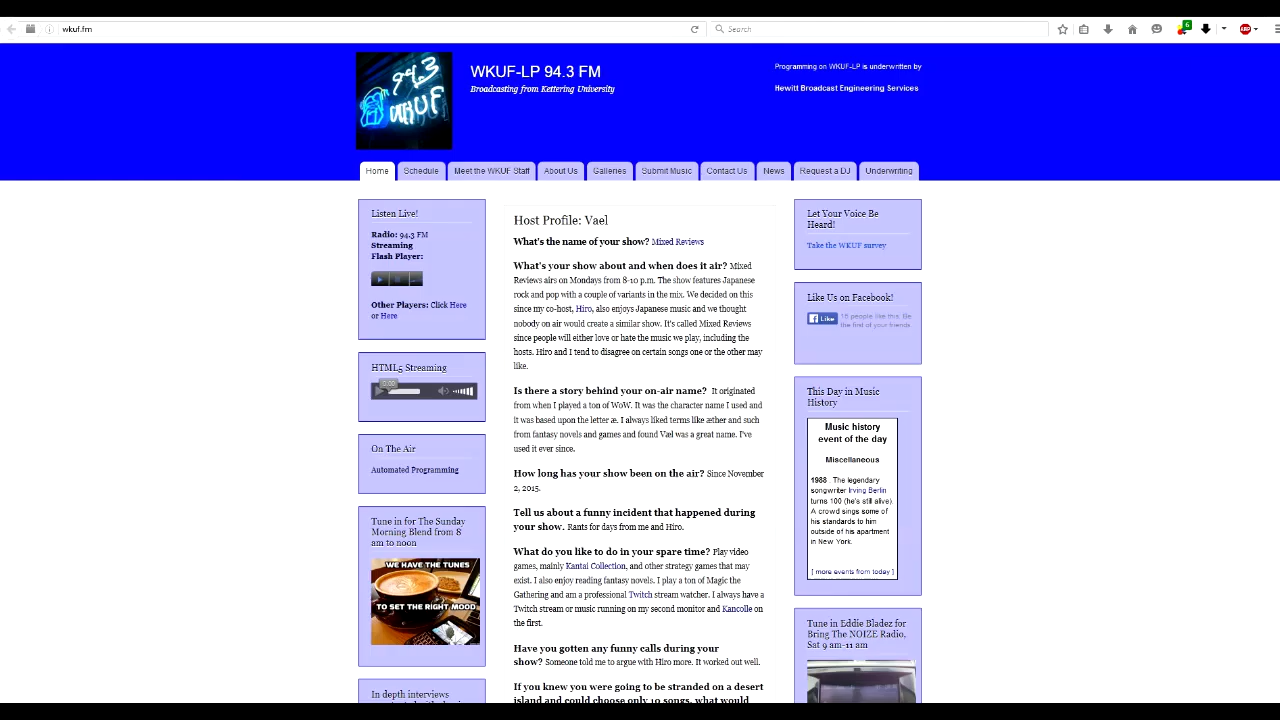 wkuf.fm
Search
6
ABP
94.3
WKUF
WKUF-LP 94.3 FM
Broadcasting from Kettering University
Programming on WKUF-LP is underwritten by
Hewitt Broadcast Engineering Services
Home
Schedule
Meet the WKUF Staff
About Us
Galleries
Submit Music
Contact Us
News
Request a DJ
Underwriting
Listen Live!
Radio: 94.3 FM
Streaming
Flash Player:
Other Players: Click Here
or Here
HTML5 Streaming
0:00
On The Air
Automated Programming
Tune in for The Sunday
Morning Blend from 8
am to noon
WE HAVE THE TUNES
TO SET THE RIGHT MOOD
In depth interviews
Host Profile: Vael
What's the name of your show? Mixed Reviews
What's your show about and when does it air? Mixed
Reviews airs on Mondays from 8-10 p.m. The show features Japanese
rock and pop with a couple of variants in the mix. We decided on this
since my co-host, Hiro, also enjoys Japanese music and we thought
nobody on air would create a similar show. It's called Mixed Reviews
since people will either love or hate the music we play, including the
hosts. Hiro and I tend to disagree on certain songs one or the other may
like.
Is there a story behind your on-air name? It originated
from when I played a ton of WoW. It was the character name I used and
it was based upon the letter æ. I always liked terms like æther and such
from fantasy novels and games and found Væl was a great name. I've
used it ever since.
How long has your show been on the air? Since November
2, 2015.
Tell us about a funny incident that happened during
your show. Rants for days from me and Hiro.
What do you like to do in your spare time? Play video
games, mainly Kantai Collection, and other strategy games that may
exist. I also enjoy reading fantasy novels. I play a ton of Magic the
Gathering and am a professional Twitch stream watcher. I always have a
Twitch stream or music running on my second monitor and Kancolle on
the first.
Have you gotten any funny calls during your
show? Someone told me to argue with Hiro more. It worked out well.
If you knew you were going to be stranded on a desert
island and could choose only 10 songs, what would
Let Your Voice Be
Heard!
Take the WKUF survey
Like Us on Facebook!
Like
15 people like this. Be
the first of your friends
This Day in Music
History
Music history
event of the day
Miscellaneous
1988 . The legendary
songwriter Irving Berlin
turns 100 (he's still alive).
A crowd sings some of
his standards to him
outside of his apartment
in New York.
[ more events from today ]
Tune in Eddie Bladez for
Bring The NOIZE Radio,
Sat 9 am-11 am